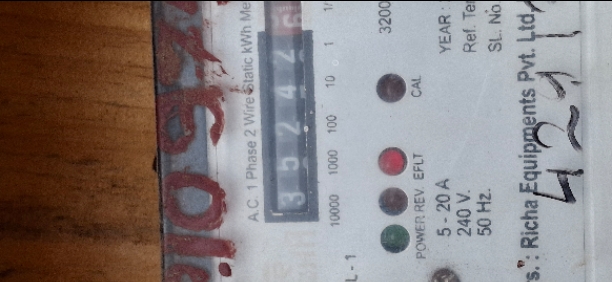 A.C. 1 Phase 2 Wire Static kWh Me
3 5 2 4 2
10000 1000 100 10 1 1/
3200
CAL
POWER REV. EFLT
L - 1
5 - 20 A
240 V.
50 Hz.
YEAR :
Ref. Te
SL. No
s. : Richa Equipments Pvt. Ltd